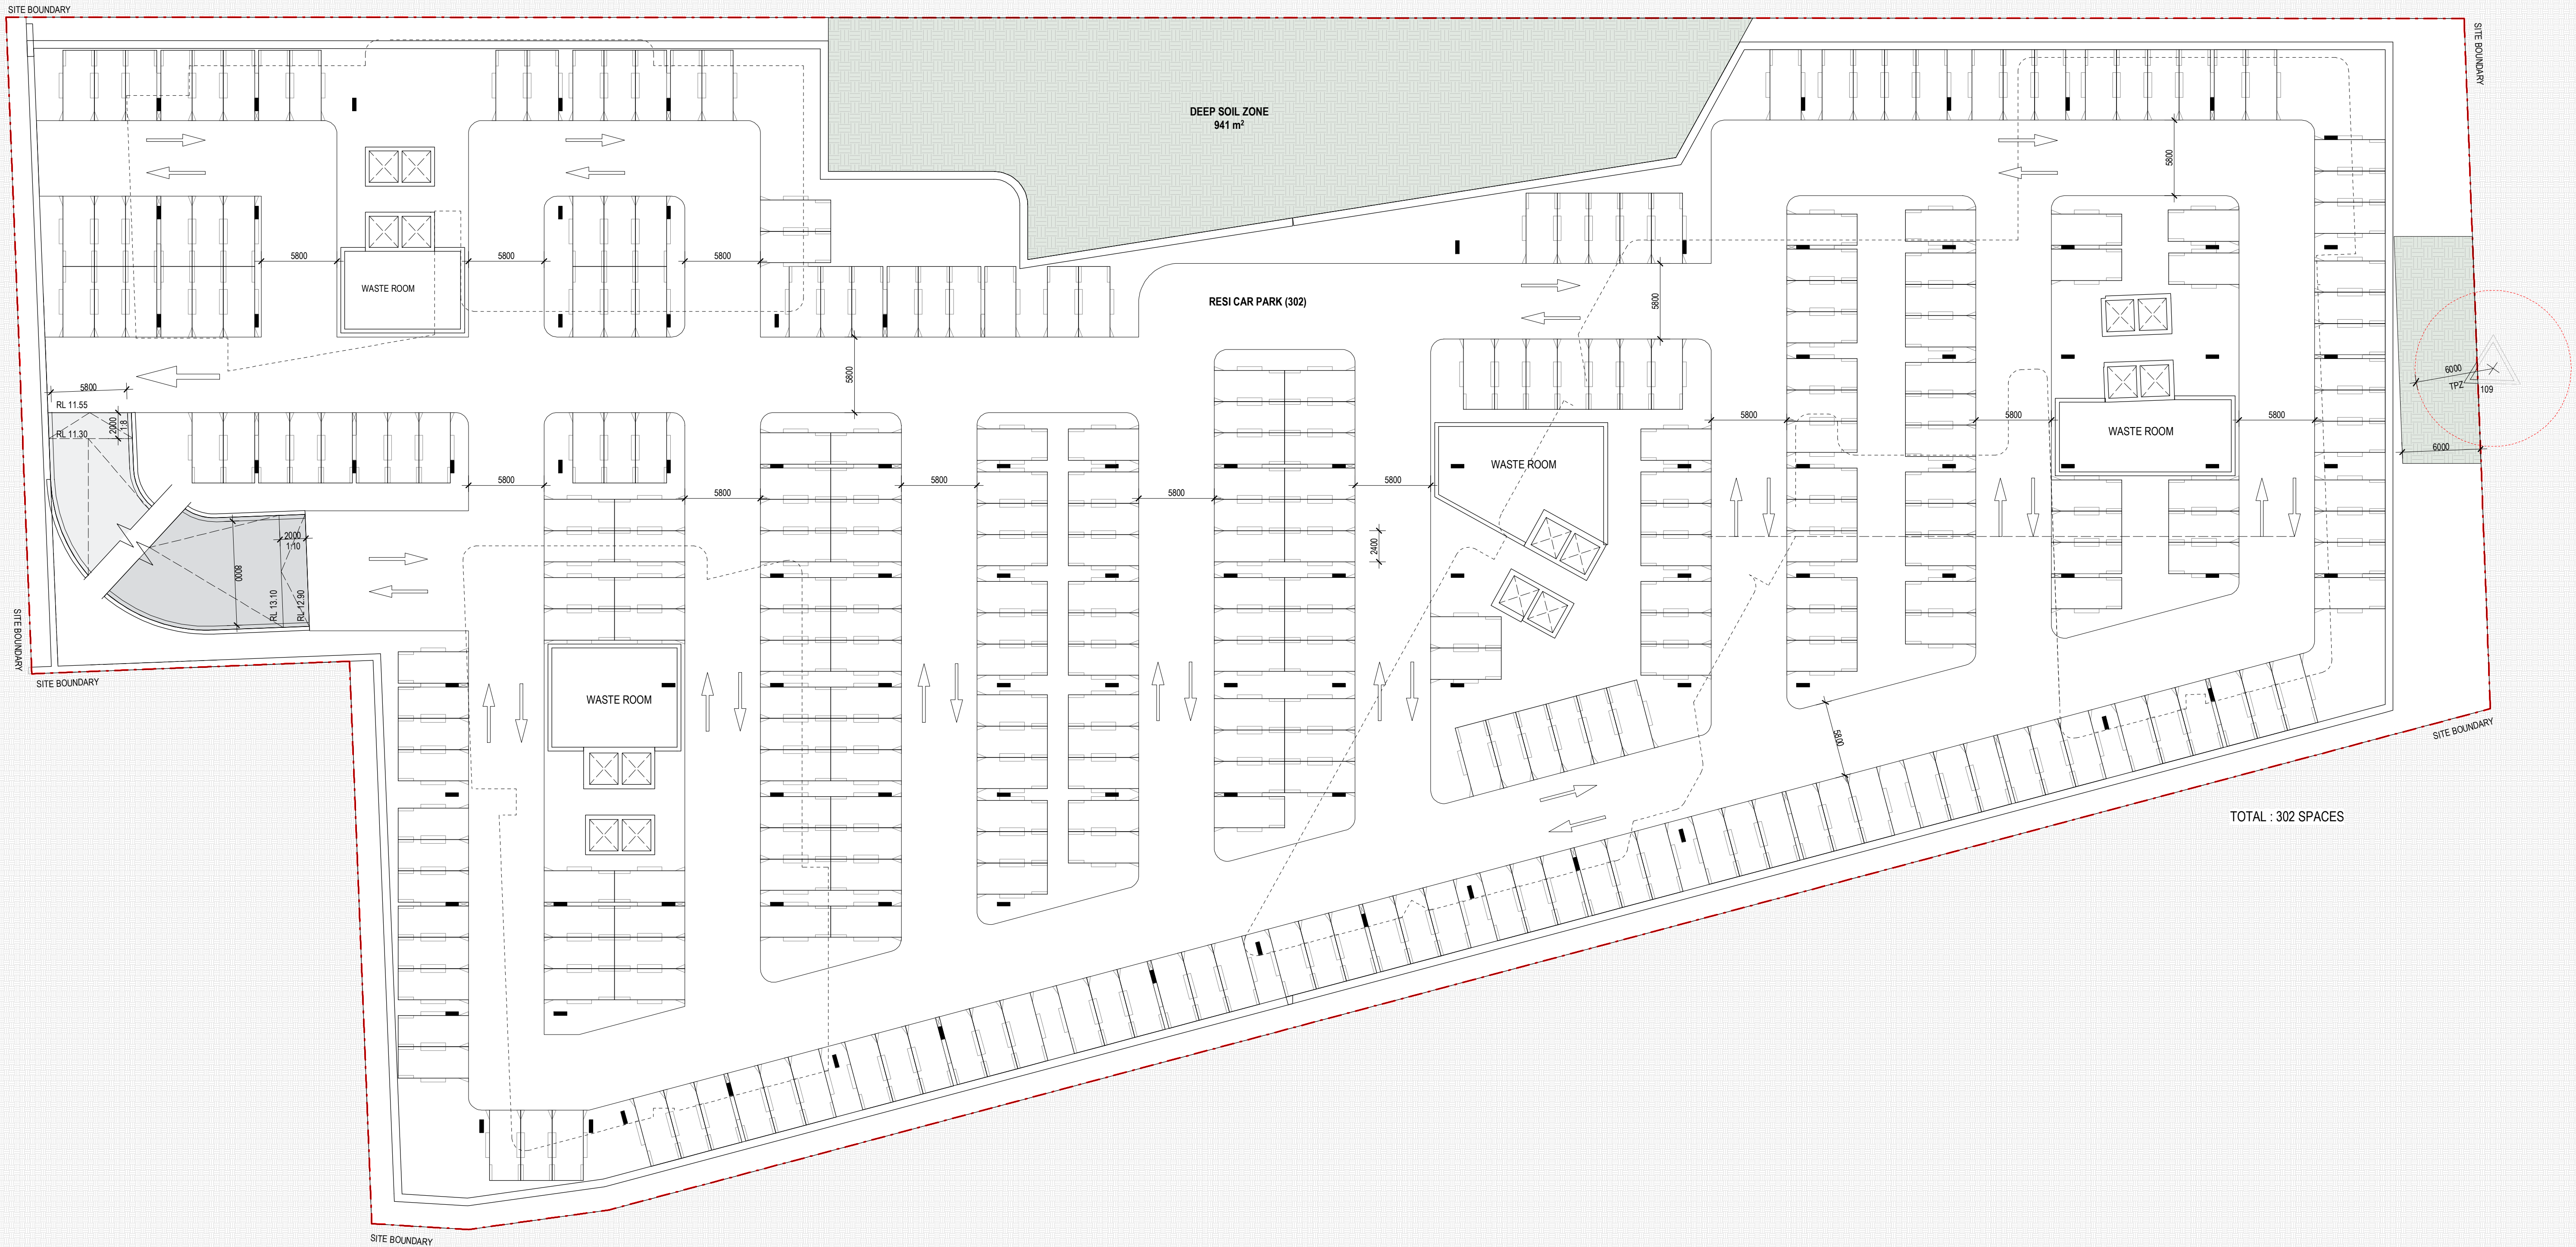 SITE BOUNDARY
SITE BOUNDARY
DEEP SOIL ZONE
941 m²
5800
5800
5800
5800
WASTE ROOM
RESI CAR PARK (302)
5800
5800
5800
6000
TPZ
109
5800
RL 11.55
2000
1:8
RL 11.30
5800
5800
5800
WASTE ROOM
6000
WASTE ROOM
5800
5800
5800
5800
5800
2000
1:10
8000
RL 13.10
RL 12.90
2400
SITE BOUNDARY
SITE BOUNDARY
WASTE ROOM
5800
SITE BOUNDARY
TOTAL : 302 SPACES
SITE BOUNDARY